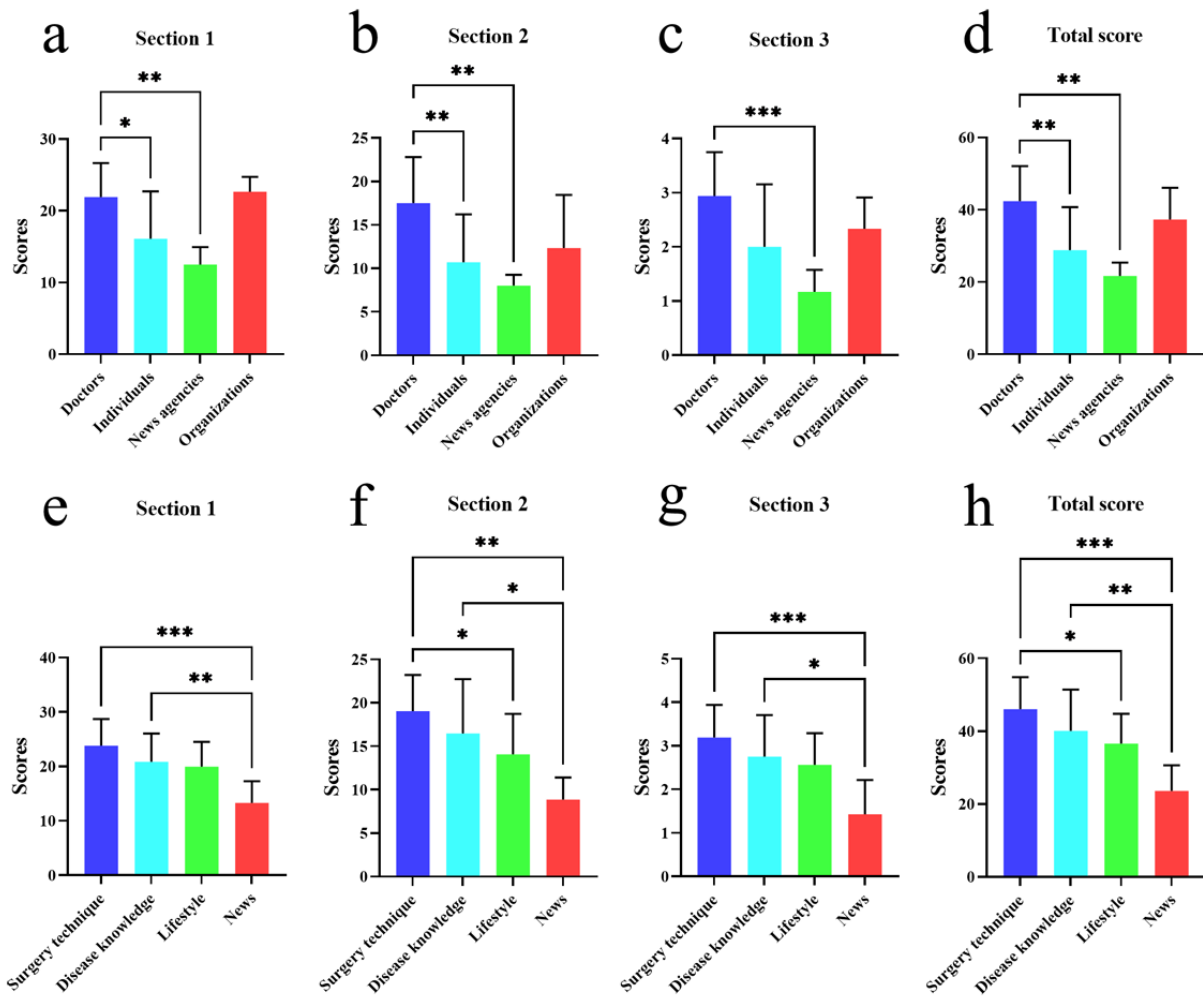 a
Section 1
**
*
Scores
30
20
10
0
Doctors
Individuals
News agencies
Organizations
b
Section 2
**
**
Scores
25
20
15
10
5
0
Doctors
Individuals
News agencies
Organizations
c
Section 3
***
Scores
4
3
2
1
0
Doctors
Individuals
News agencies
Organizations
d
Total score
**
**
Scores
60
40
20
0
Doctors
Individuals
News agencies
Organizations
e
Section 1
***
**
Scores
40
30
20
10
0
Surgery technique
Disease knowledge
Lifestyle
News
f
Section 2
**
*
*
Scores
25
20
15
10
5
0
Surgery technique
Disease knowledge
Lifestyle
News
g
Section 3
***
*
Scores
5
4
3
2
1
0
Surgery technique
Disease knowledge
Lifestyle
News
h
Total score
***
**
*
Scores
60
40
20
0
Surgery technique
Disease knowledge
Lifestyle
News